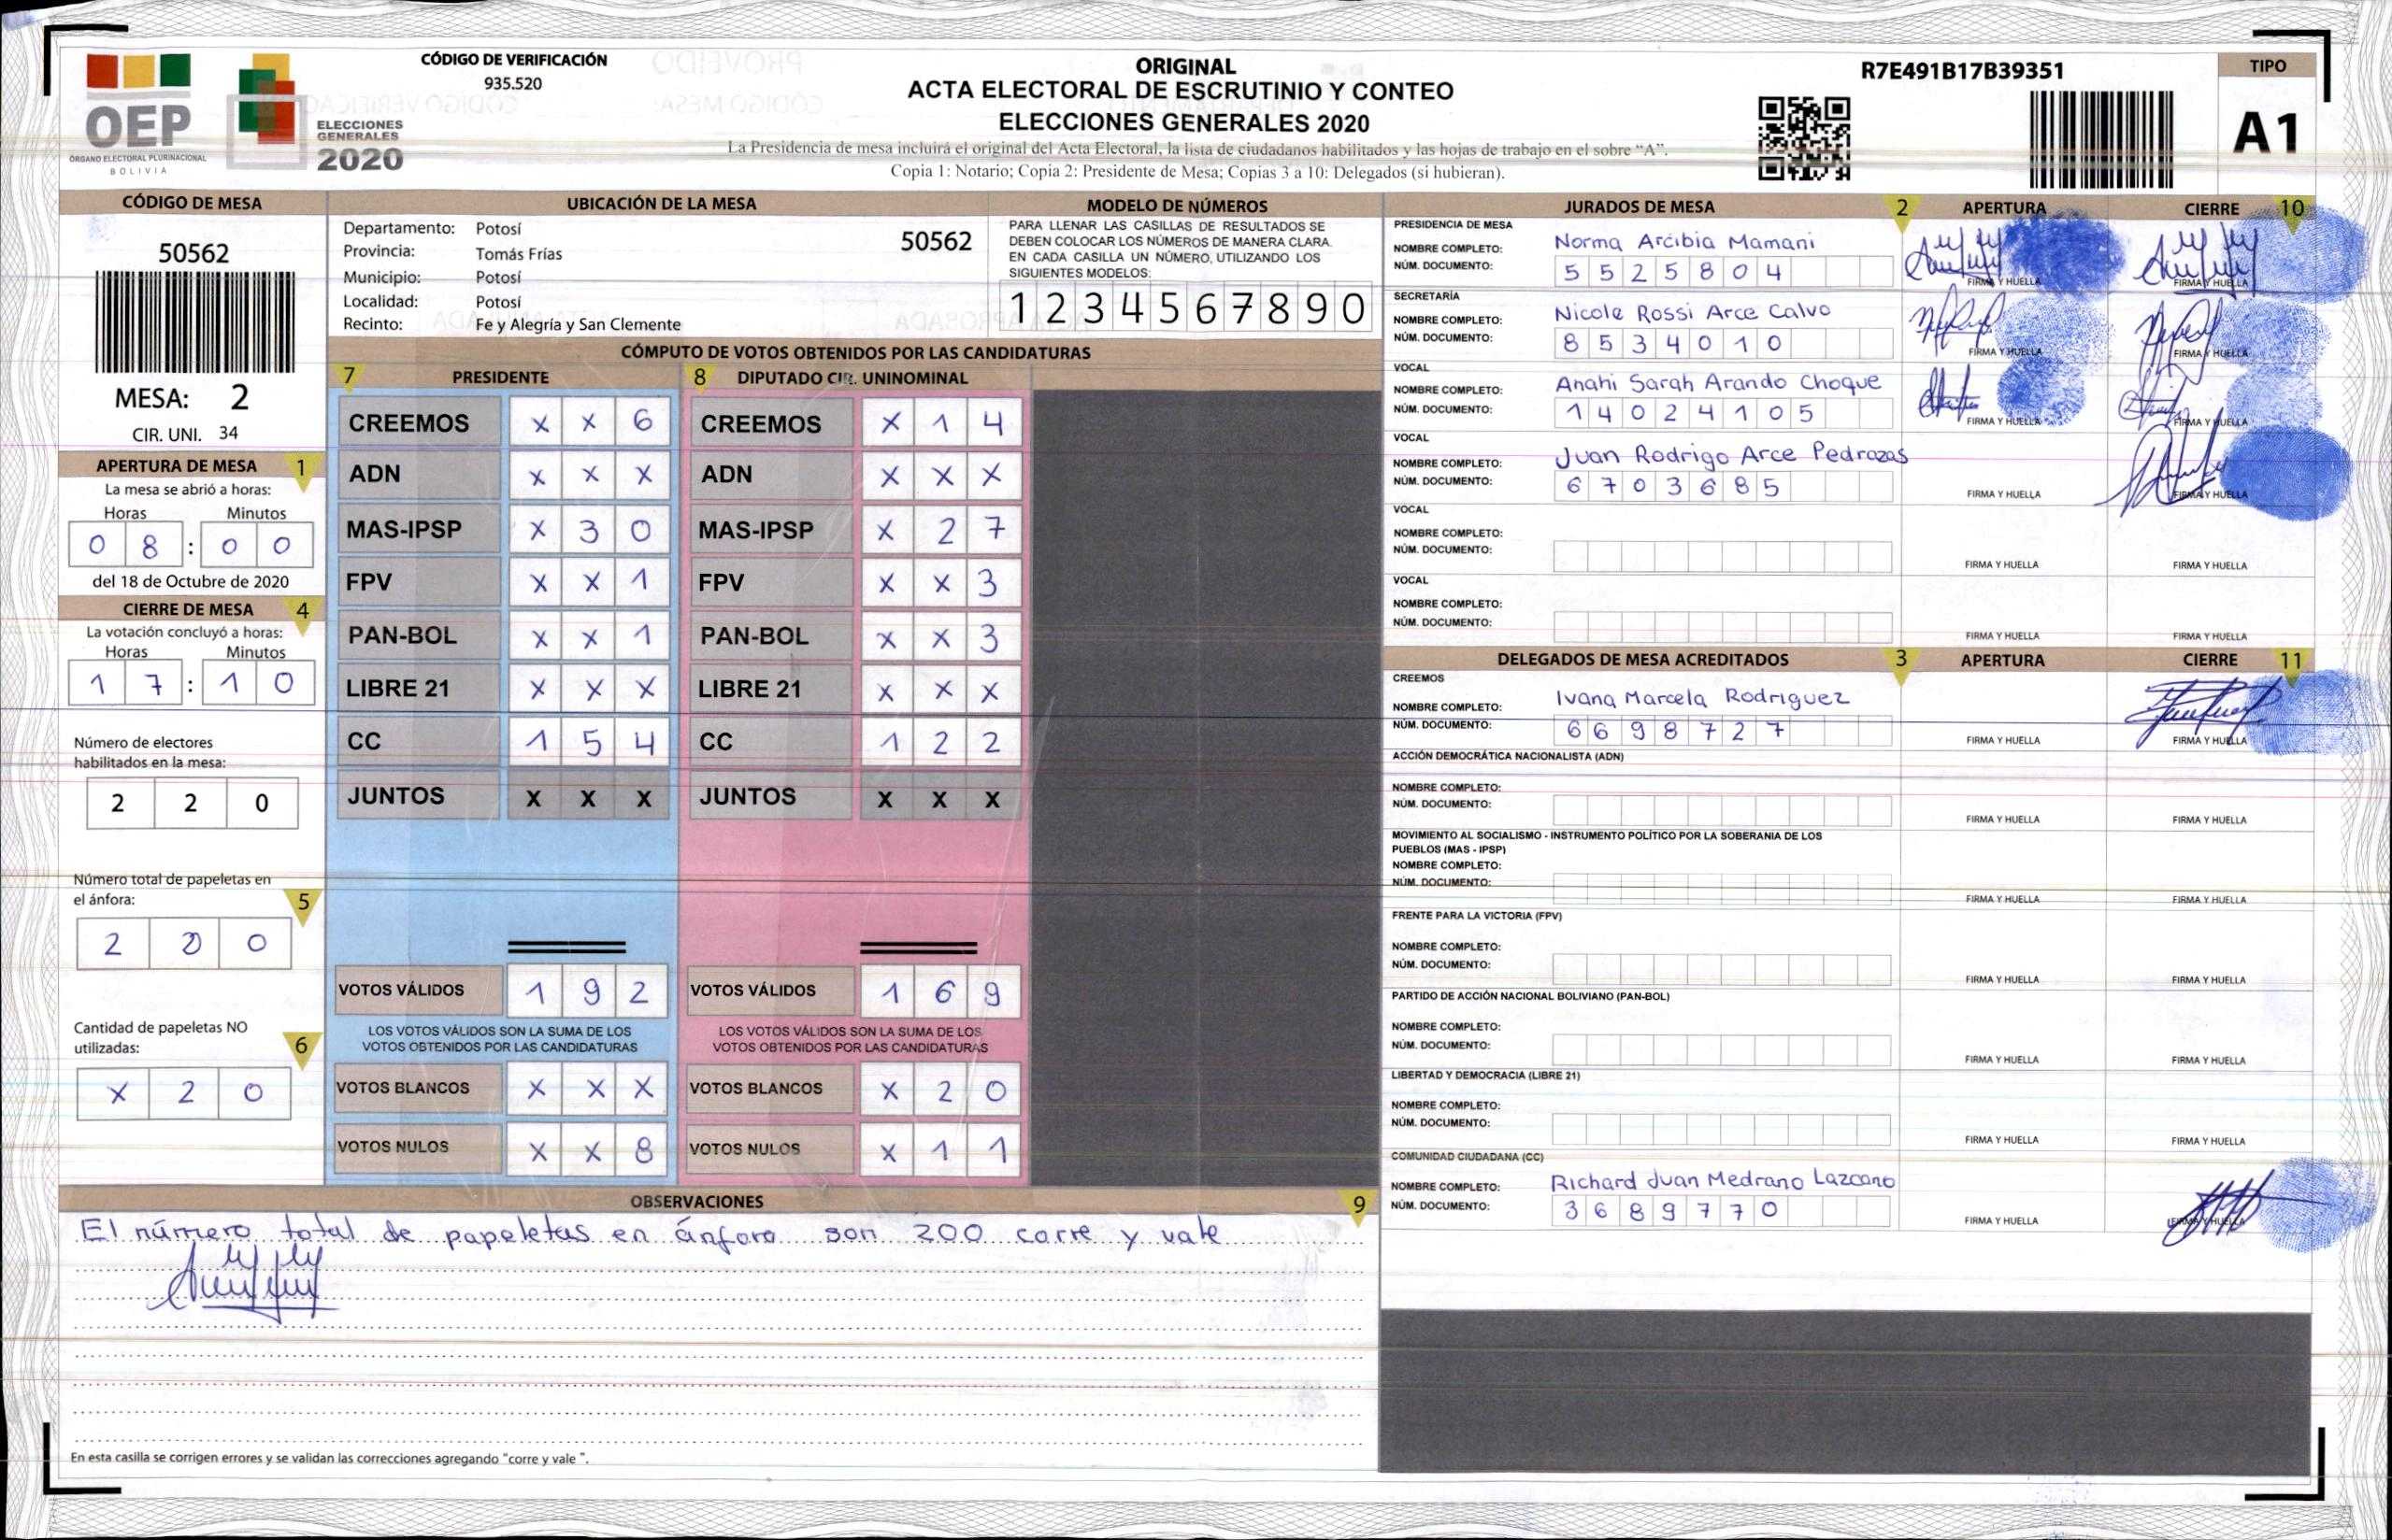 OEP
ÓRGANO ELECTORAL PLURINACIONAL
BOLIVIA
ELECCIONES
GENERALES
2020
CÓDIGO DE VERIFICACIÓN
935.520
ORIGINAL
ACTA ELECTORAL DE ESCRUTINIO Y CONTEO
ELECCIONES GENERALES 2020
La Presidencia de mesa incluirá el original del Acta Electoral, la lista de ciudadanos habilitados y las hojas de trabajo en el sobre “A”.
Copia 1: Notario; Copia 2: Presidente de Mesa; Copias 3 a 10: Delegados (si hubieran).
R7E491B17B39351
TIPO
A1
CÓDIGO DE MESA
50562
MESA: 2
CIR. UNI. 34
APERTURA DE MESA 1
La mesa se abrió a horas:
Horas Minutos
0 8 : 0 0
del 18 de Octubre de 2020
CIERRE DE MESA 4
La votación concluyó a horas:
Horas Minutos
1 7 : 1 0
Número de electores
habilitados en la mesa:
2 2 0
Número total de papeletas en
el ánfora: 5
2 0
Cantidad de papeletas NO
utilizadas: 6
X 2 0
UBICACIÓN DE LA MESA
Departamento: Potosí
50562
Provincia: Tomás Frías
Municipio: Potosí
Localidad: Potosí
Recinto: Fe y Alegría y San Clemente
MODELO DE NÚMEROS
PARA LLENAR LAS CASILLAS DE RESULTADOS SE
DEBEN COLOCAR LOS NÚMEROS DE MANERA CLARA.
EN CADA CASILLA UN NÚMERO, UTILIZANDO LOS
SIGUIENTES MODELOS:
1 2 3 4 5 6 7 8 9 0
CÓMPUTO DE VOTOS OBTENIDOS POR LAS CANDIDATURAS
7 PRESIDENTE
CREEMOS X X 6
ADN X X X
MAS-IPSP X 3 0
FPV X X 1
PAN-BOL X X 1
LIBRE 21 X X X
CC 1 5 4
JUNTOS X X X
VOTOS VÁLIDOS 1 9 2
LOS VOTOS VÁLIDOS SON LA SUMA DE LOS
VOTOS OBTENIDOS POR LAS CANDIDATURAS
VOTOS BLANCOS X X X
VOTOS NULOS X X 8
8 DIPUTADO CIR. UNINOMINAL
CREEMOS X 1 4
ADN X X X
MAS-IPSP X 2 7
FPV X X 3
PAN-BOL X X 3
LIBRE 21 X X X
CC 1 2 2
JUNTOS X X X
VOTOS VÁLIDOS 1 6 9
LOS VOTOS VÁLIDOS SON LA SUMA DE LOS
VOTOS OBTENIDOS POR LAS CANDIDATURAS
VOTOS BLANCOS X 2 0
VOTOS NULOS X 1 1
OBSERVACIONES 9
El número total de papeletas en ánfora son 200 corre y vale
En esta casilla se corrigen errores y se validan las correcciones agregando "corre y vale ".
JURADOS DE MESA 2 APERTURA CIERRE 10
PRESIDENCIA DE MESA
NOMBRE COMPLETO: Norma Arcibia Mamani
NÚM. DOCUMENTO: 5 5 2 5 8 0 4
FIRMA Y HUELLA FIRMA Y HUELLA
SECRETARÍA
NOMBRE COMPLETO: Nicole Rossi Arce Calvo
NÚM. DOCUMENTO: 8 5 3 4 0 1 0
FIRMA Y HUELLA FIRMA Y HUELLA
VOCAL
NOMBRE COMPLETO: Anahi Sarah Arando Choque
NÚM. DOCUMENTO: 1 4 0 2 4 1 0 5
FIRMA Y HUELLA FIRMA Y HUELLA
VOCAL
NOMBRE COMPLETO: Juan Rodrigo Arce Pedrazas
NÚM. DOCUMENTO: 6 7 0 3 6 8 5
FIRMA Y HUELLA FIRMA Y HUELLA
VOCAL
NOMBRE COMPLETO:
NÚM. DOCUMENTO:
FIRMA Y HUELLA FIRMA Y HUELLA
VOCAL
NOMBRE COMPLETO:
NÚM. DOCUMENTO:
FIRMA Y HUELLA FIRMA Y HUELLA
DELEGADOS DE MESA ACREDITADOS 3 APERTURA CIERRE 11
CREEMOS
NOMBRE COMPLETO: Ivana Marcela Rodriguez
NÚM. DOCUMENTO: 6 6 9 8 7 2 7
FIRMA Y HUELLA FIRMA Y HUELLA
ACCIÓN DEMOCRÁTICA NACIONALISTA (ADN)
NOMBRE COMPLETO:
NÚM. DOCUMENTO:
FIRMA Y HUELLA FIRMA Y HUELLA
MOVIMIENTO AL SOCIALISMO - INSTRUMENTO POLÍTICO POR LA SOBERANIA DE LOS
PUEBLOS (MAS - IPSP)
NOMBRE COMPLETO:
NÚM. DOCUMENTO:
FIRMA Y HUELLA FIRMA Y HUELLA
FRENTE PARA LA VICTORIA (FPV)
NOMBRE COMPLETO:
NÚM. DOCUMENTO:
FIRMA Y HUELLA FIRMA Y HUELLA
PARTIDO DE ACCIÓN NACIONAL BOLIVIANO (PAN-BOL)
NOMBRE COMPLETO:
NÚM. DOCUMENTO:
FIRMA Y HUELLA FIRMA Y HUELLA
LIBERTAD Y DEMOCRACIA (LIBRE 21)
NOMBRE COMPLETO:
NÚM. DOCUMENTO:
FIRMA Y HUELLA FIRMA Y HUELLA
COMUNIDAD CIUDADANA (CC)
NOMBRE COMPLETO: Richard Juan Medrano Lazcano
NÚM. DOCUMENTO: 3 6 8 9 7 7 0
FIRMA Y HUELLA FIRMA Y HUELLA